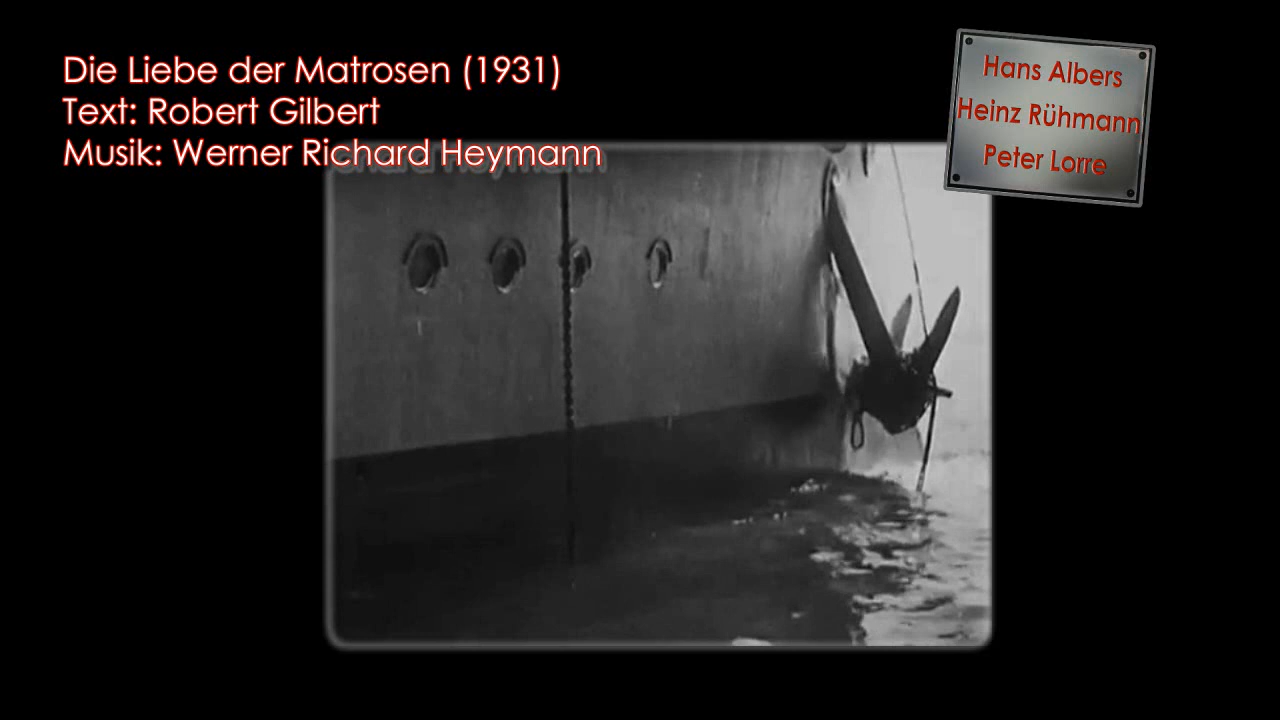 Die Liebe der Matrosen (1931)
Text: Robert Gilbert
Musik: Werner Richard Heymann
Hans Albers
Heinz Rühmann
Peter Lorre